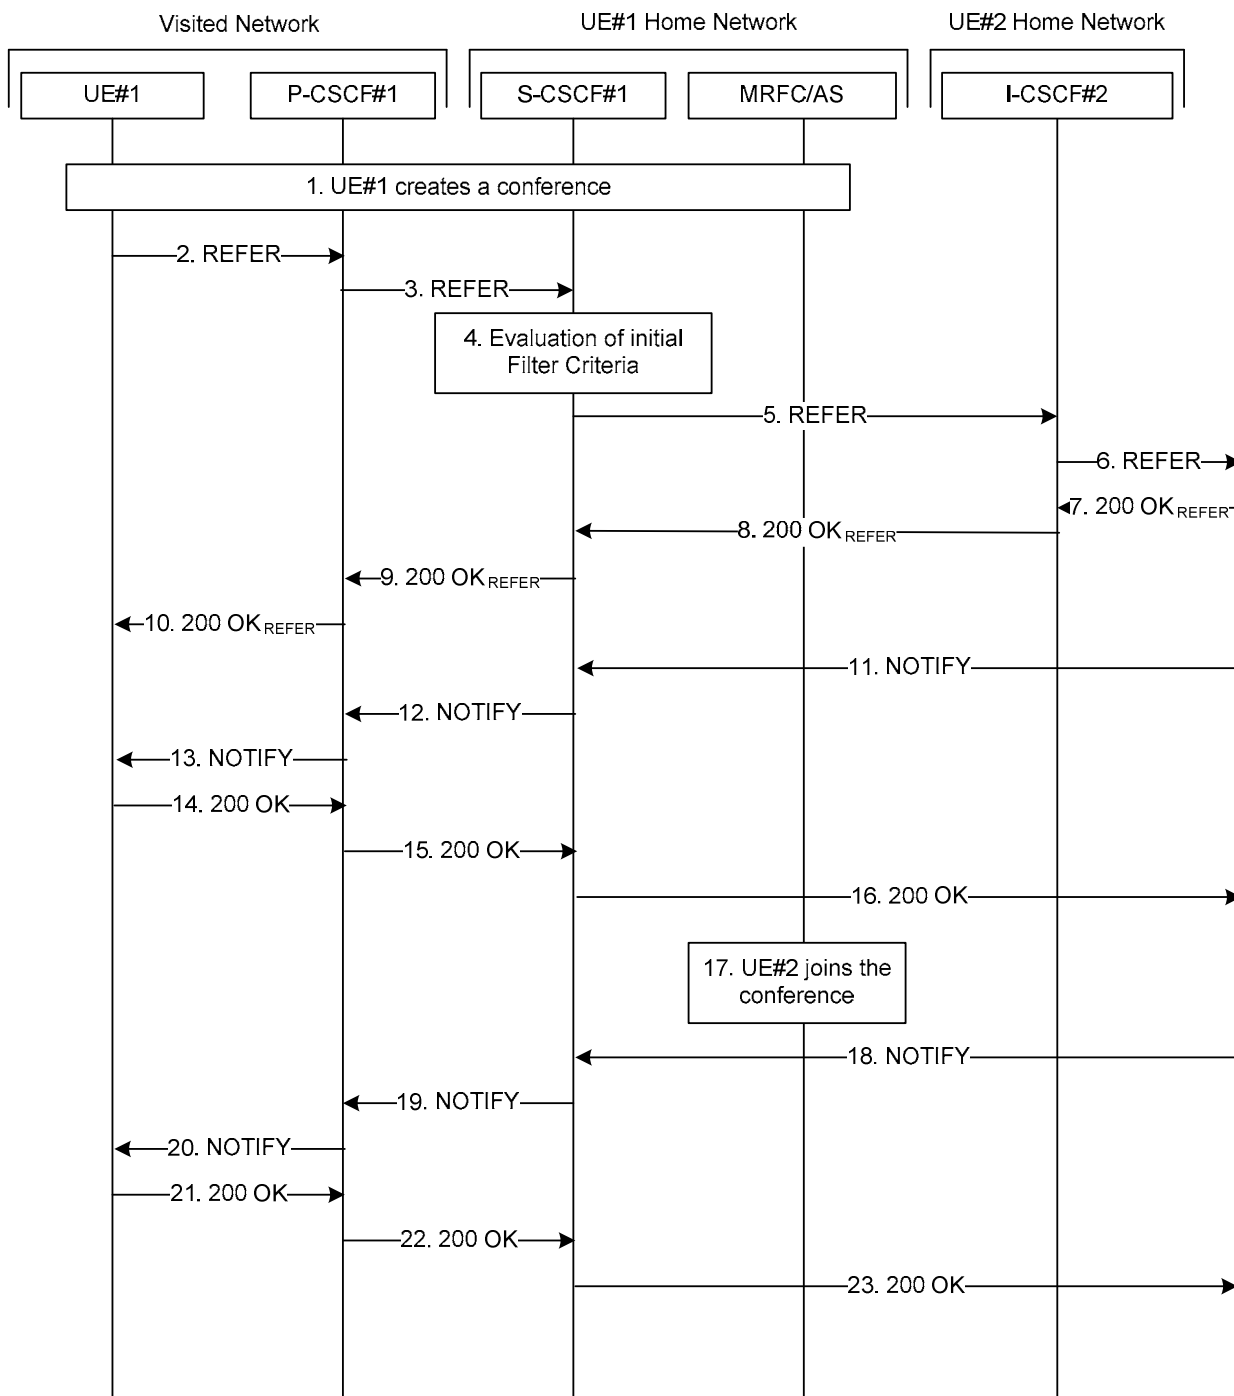 Visited Network
UE#1 Home Network
UE#2 Home Network
UE#1
P-CSCF#1
S-CSCF#1
MRFC/AS
I-CSCF#2
1. UE#1 creates a conference
2. REFER
3. REFER
4. Evaluation of initial
Filter Criteria
5. REFER
6. REFER
7. 200 OK REFER
8. 200 OK REFER
9. 200 OK REFER
10. 200 OK REFER
11. NOTIFY
12. NOTIFY
13. NOTIFY
14. 200 OK
15. 200 OK
16. 200 OK
17. UE#2 joins the
conference
18. NOTIFY
19. NOTIFY
20. NOTIFY
21. 200 OK
22. 200 OK
23. 200 OK